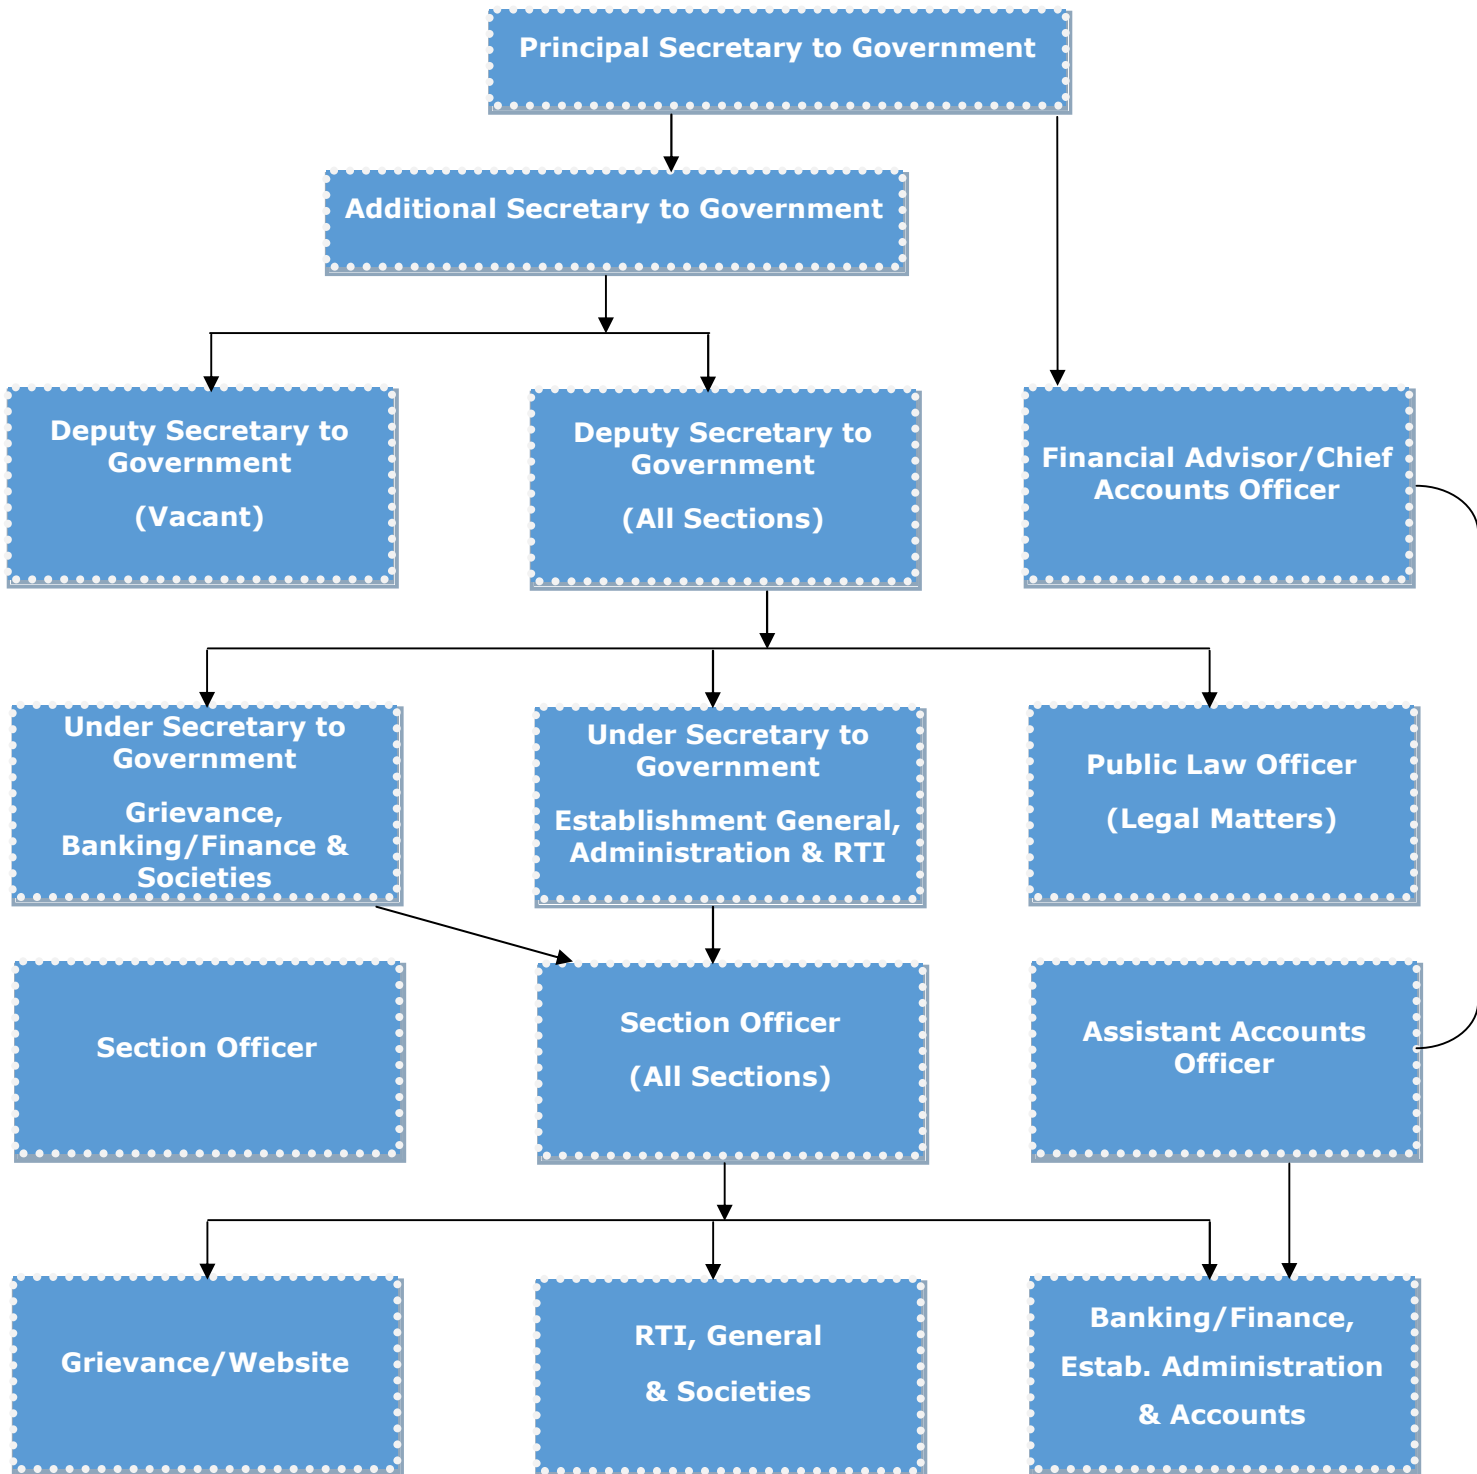 Principal Secretary to Government
Additional Secretary to Government
Deputy Secretary to
Government
(Vacant)
Deputy Secretary to
Government
(All Sections)
Financial Advisor/Chief
Accounts Officer
Under Secretary to
Government
Grievance,
Banking/Finance &
Societies
Under Secretary to
Government
Establishment General,
Administration & RTI
Public Law Officer
(Legal Matters)
Section Officer
Section Officer
(All Sections)
Assistant Accounts
Officer
Grievance/Website
RTI, General
& Societies
Banking/Finance,
Estab. Administration
& Accounts